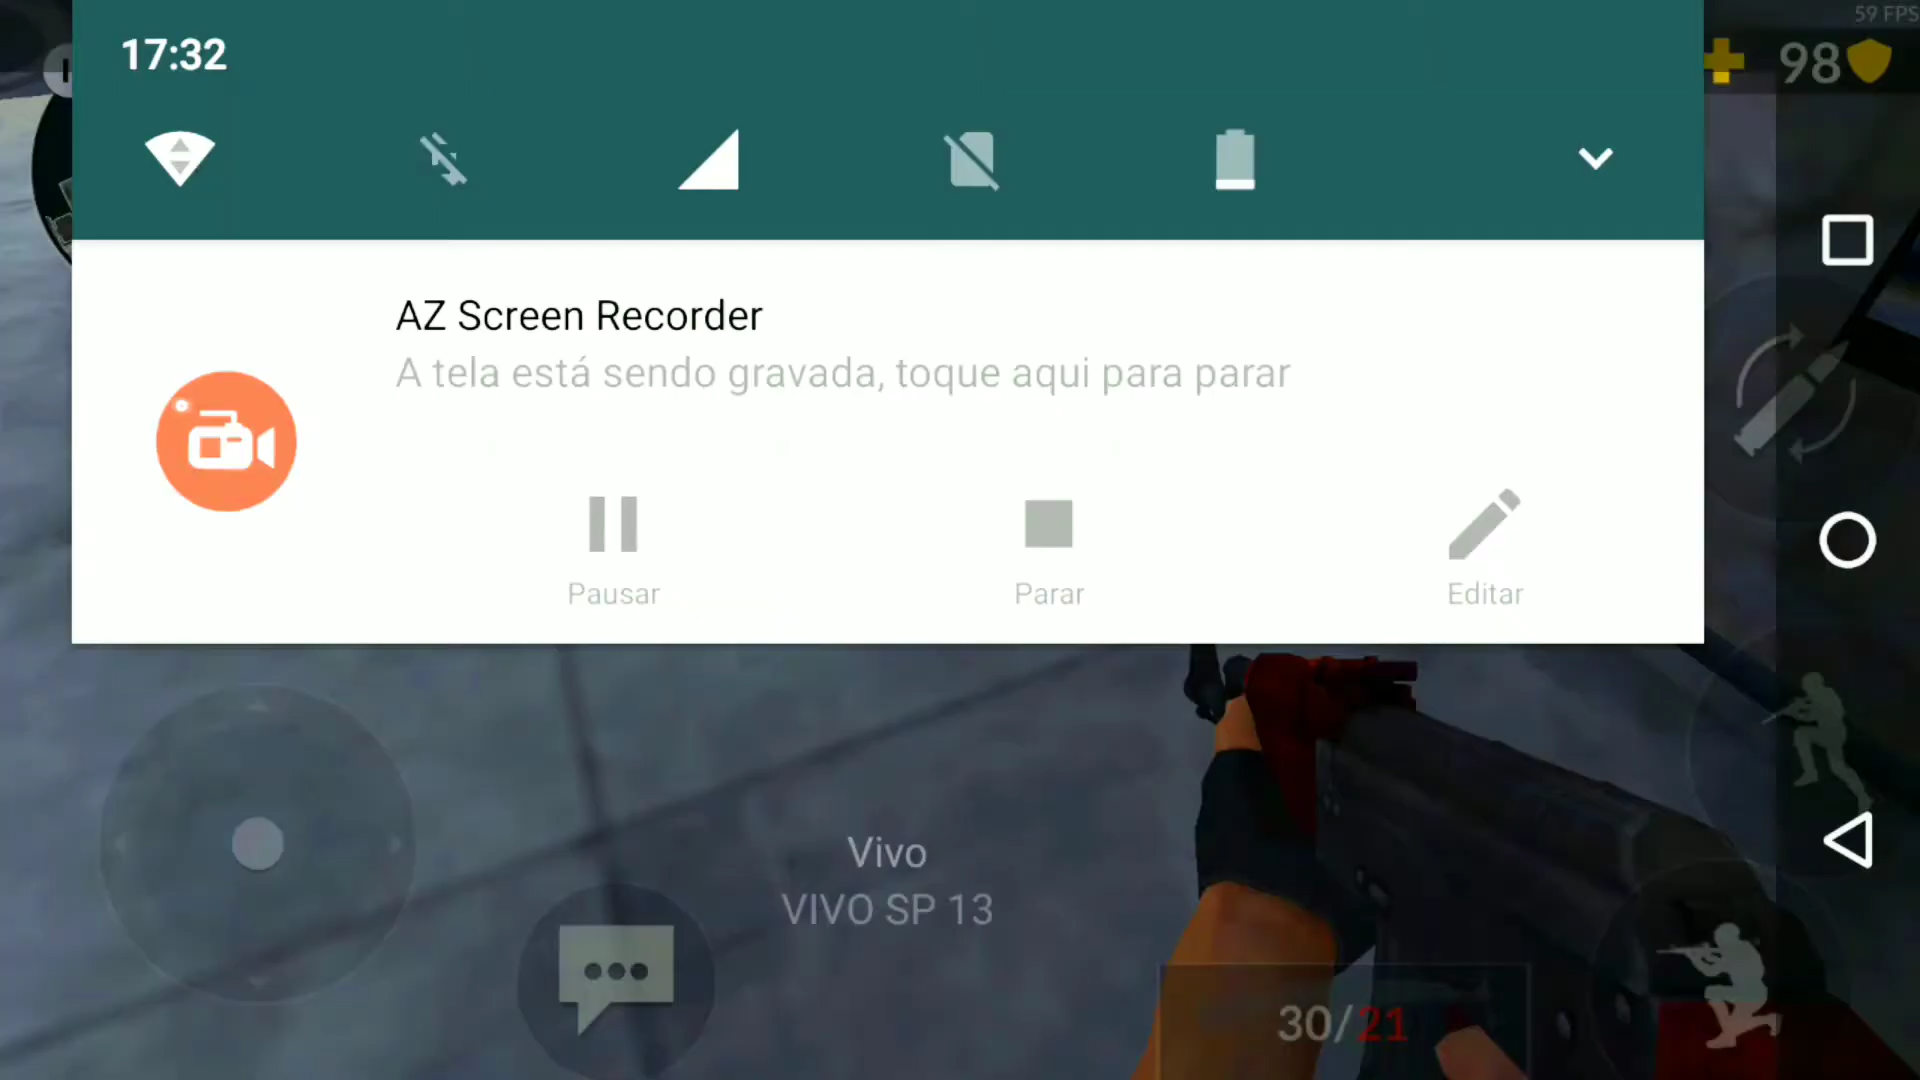 59 FPS
17:32
98
AZ Screen Recorder
A tela está sendo gravada, toque aqui para parar
Pausar
Parar
Editar
Vivo
VIVO SP 13
30/21